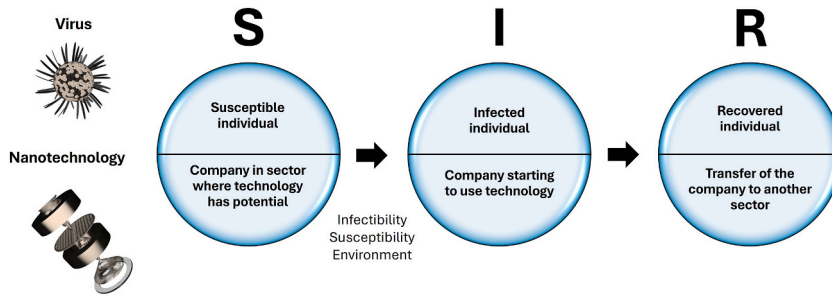 Virus
Nanotechnology
S
Susceptible
individual
Company in sector
where technology
has potential
Infectibility
Susceptibility
Environment
I
Infected
individual
Company starting
to use technology
R
Recovered
individual
Transfer of the
company to another
sector